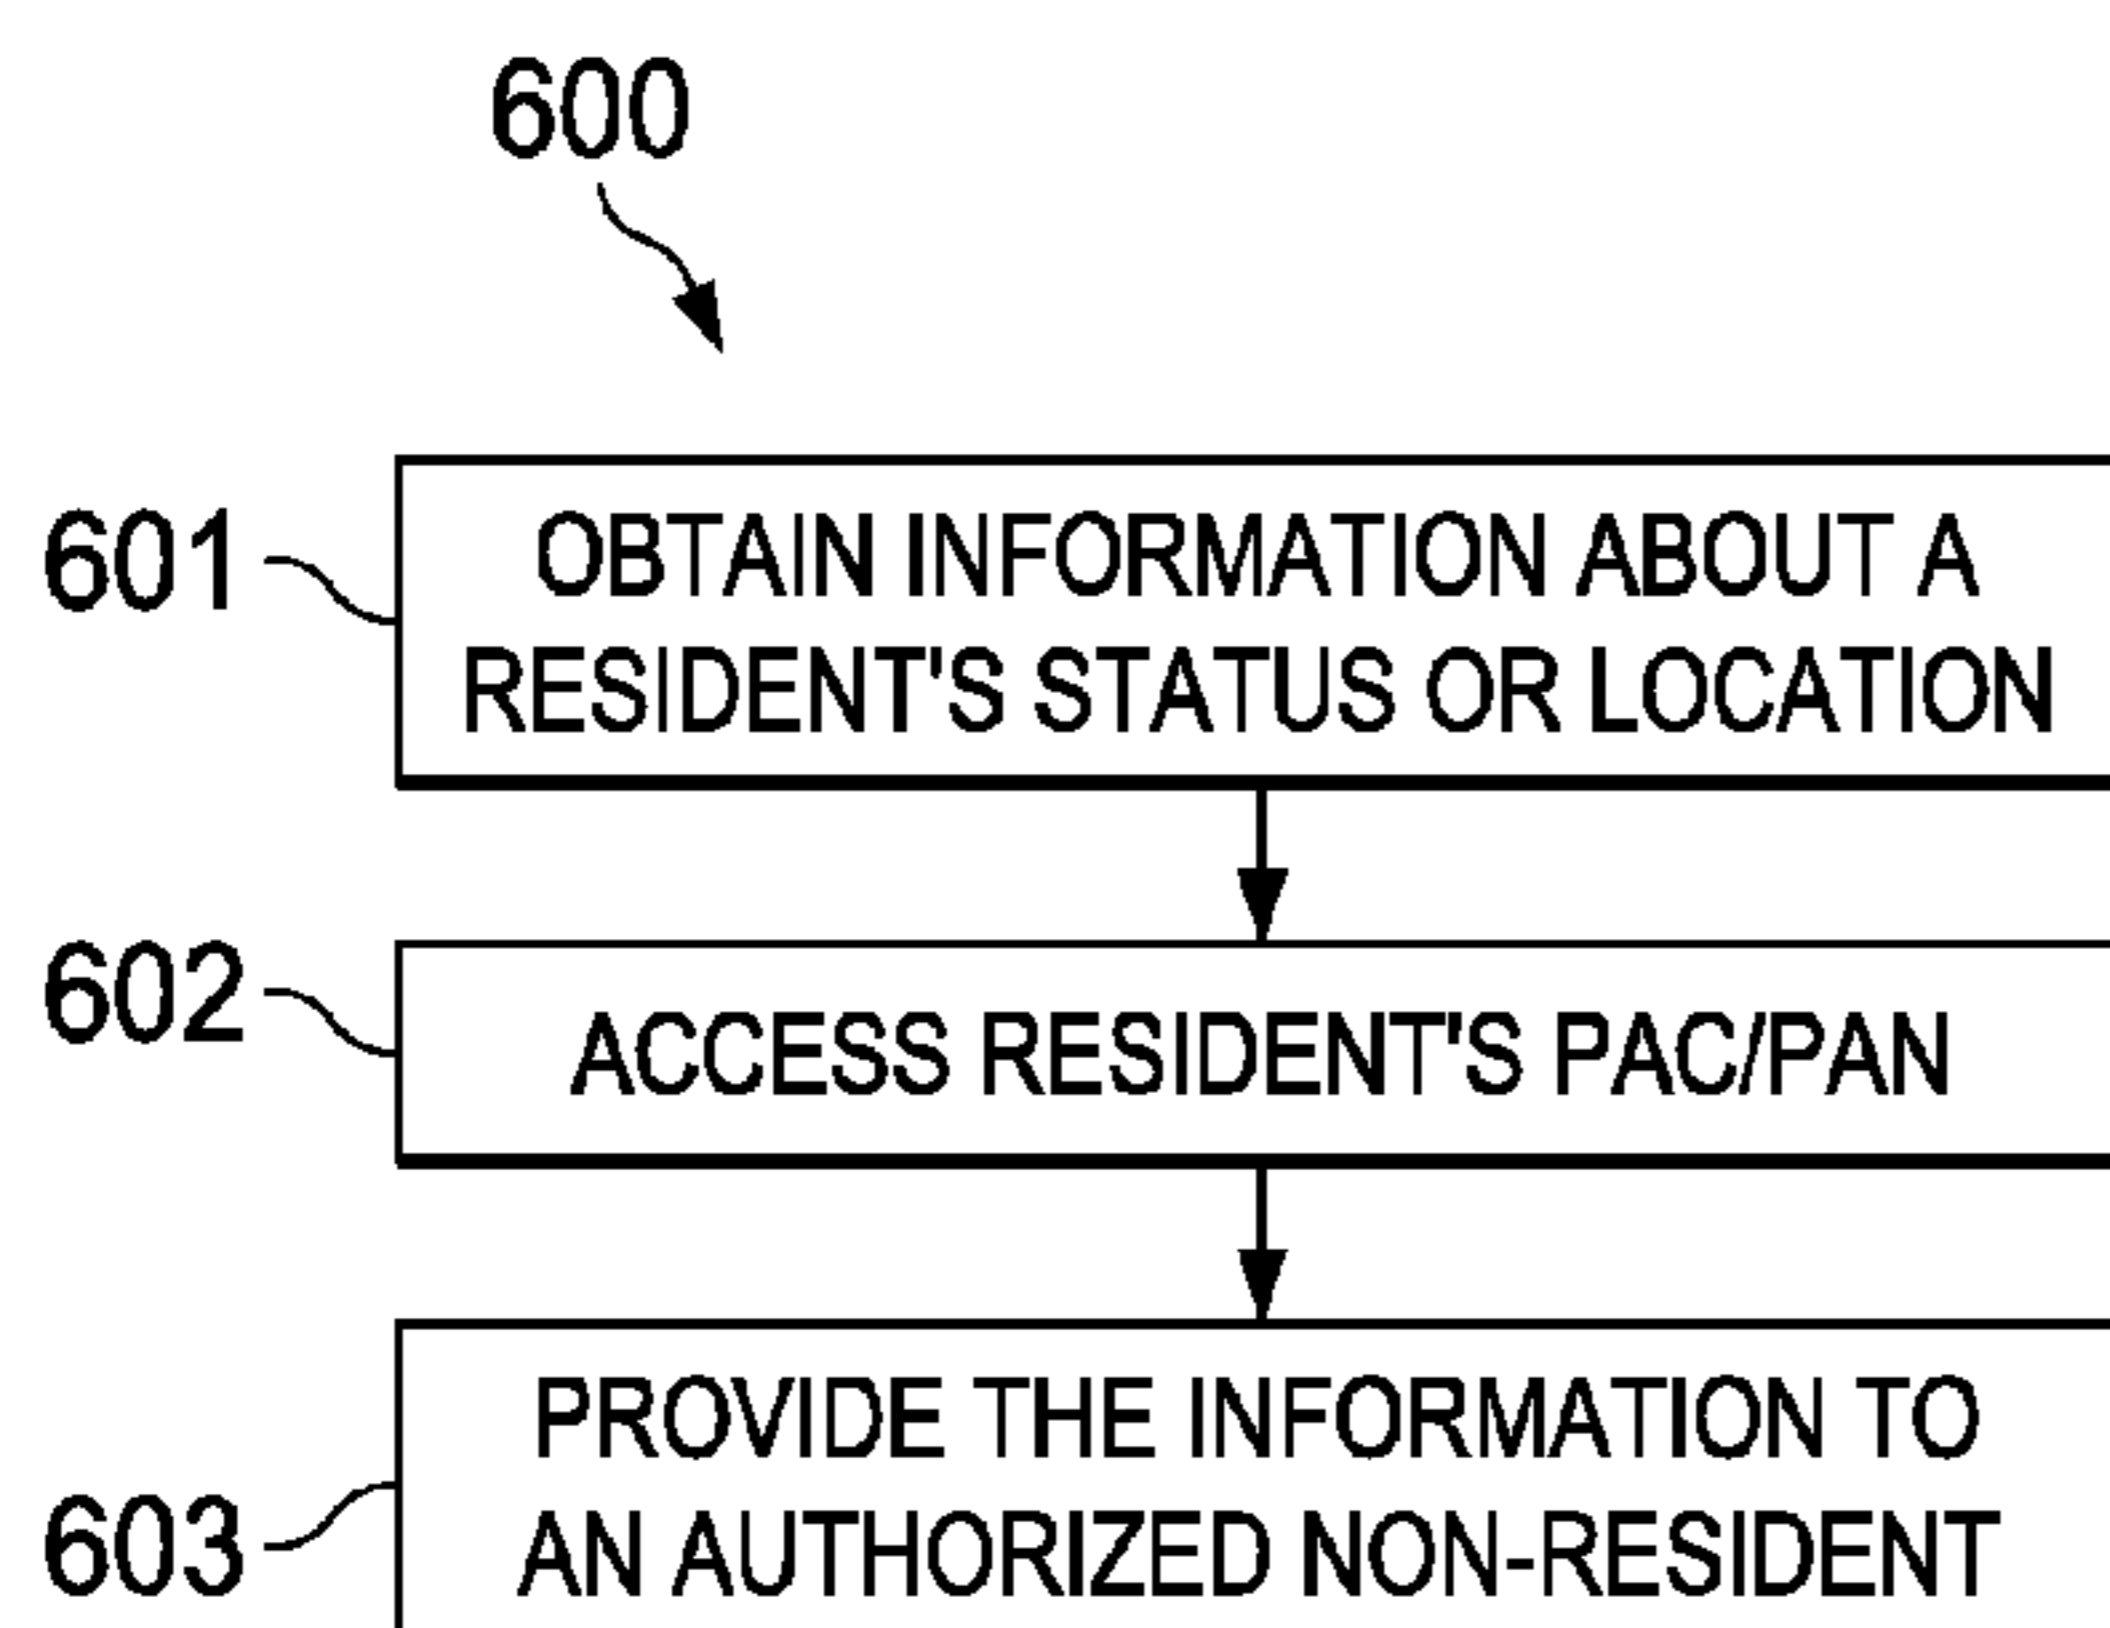 600
601
OBTAIN INFORMATION ABOUT A
RESIDENT'S STATUS OR LOCATION
602
ACCESS RESIDENT'S PAC/PAN
603
PROVIDE THE INFORMATION TO
AN AUTHORIZED NON-RESIDENT